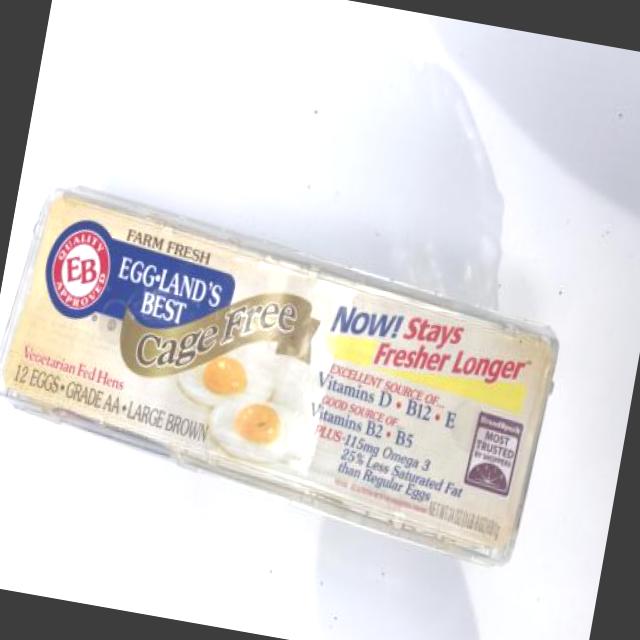 QUALITY
EB
APPROVED
FARM FRESH
EGG·LAND'S
BEST
Cage Free
Vegetarian Fed Hens
12 EGGS • GRADE AA • LARGE BROWN
NOW! Stays
Fresher Longer
EXCELLENT SOURCE OF...
Vitamins D • B12 • E
GOOD SOURCE OF...
Vitamins B2 • B5
PLUS·115mg Omega 3
25% Less Saturated Fat
than Regular Eggs
MOST
TRUSTED